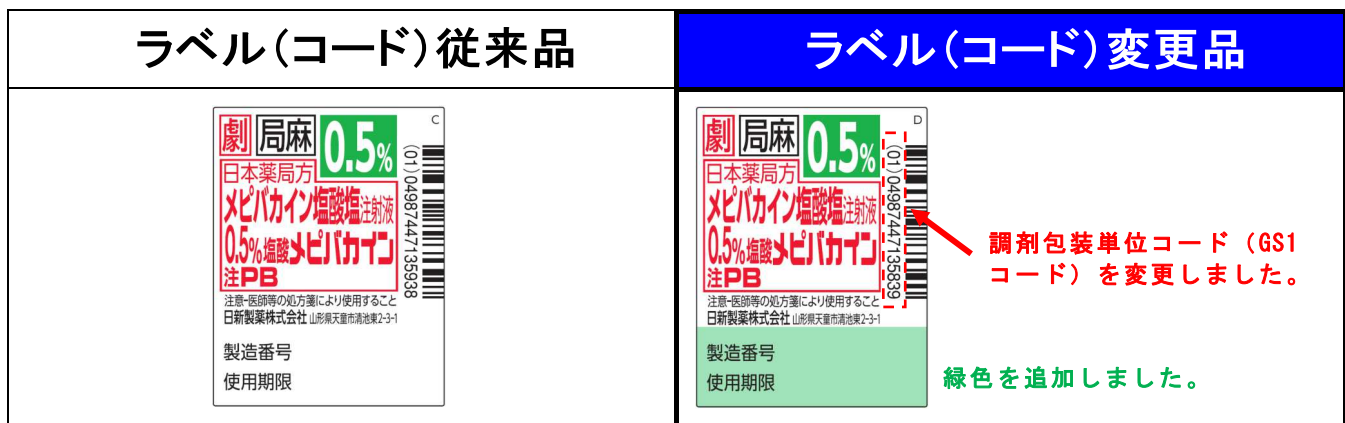 ラベル(コード)従来品
ラベル(コード)変更品
C
劇 局麻 0.5%
日本薬局方
メピバカイン塩酸塩注射液
0.5%塩酸メピバカイン
注PB
(01)04987447135938
注意-医師等の処方箋により使用すること
日新製薬株式会社 山形県天童市清池東2-3-1
製造番号
使用期限
D
劇 局麻 0.5%
日本薬局方
メピバカイン塩酸塩注射液
0.5%塩酸メピバカイン
注PB
(01)04987447135839
注意-医師等の処方箋により使用すること
日新製薬株式会社 山形県天童市清池東2-3-1
製造番号
使用期限
調剤包装単位コード(GS1
コード)を変更しました。
緑色を追加しました。